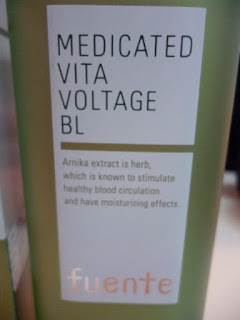 MEDICATED
VITA
VOLTAGE
BL
Arnika extract is herb,
which is known to stimulate
healthy blood circulation
and have moisturizing effects.
fuente